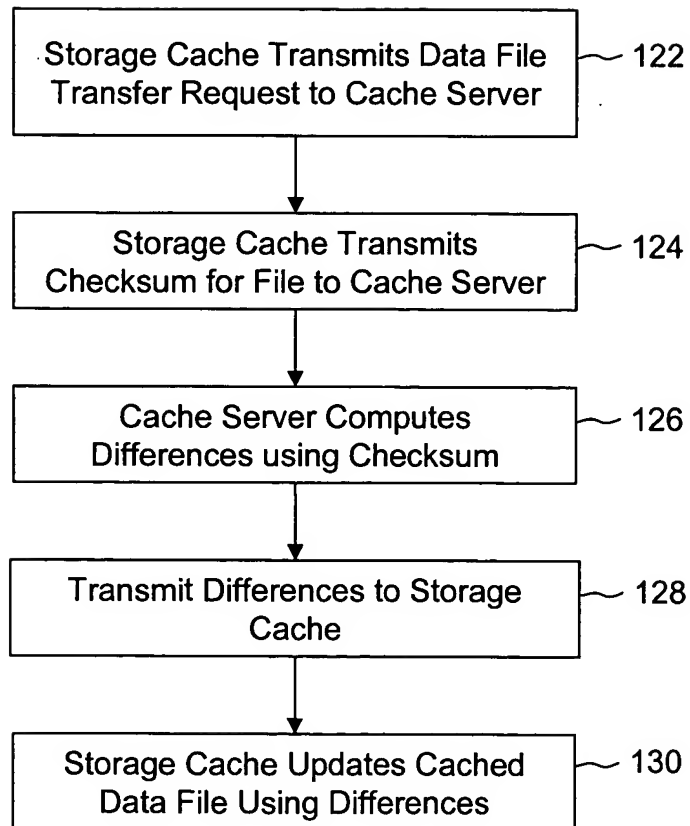 Storage Cache Transmits Data File
Transfer Request to Cache Server
122
Storage Cache Transmits
Checksum for File to Cache Server
124
Cache Server Computes
Differences using Checksum
126
Transmit Differences to Storage
Cache
128
Storage Cache Updates Cached
Data File Using Differences
130